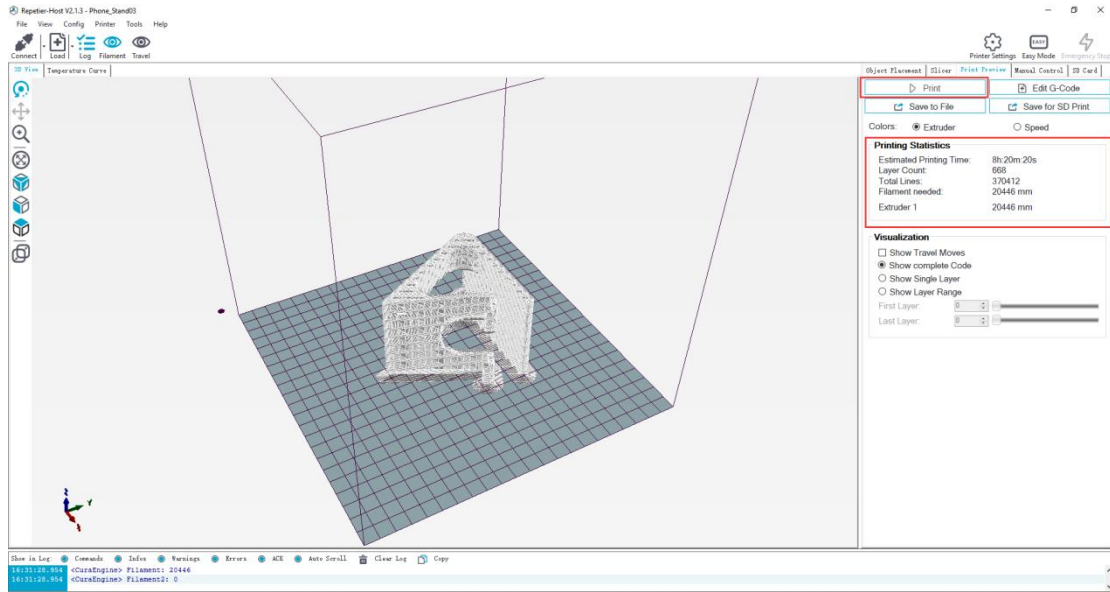 Repetier-Host V2.1.3 - Phone_Stand03
File View Config Printer Tools Help
Connect Load Log Filament Travel
Printer Settings Easy Mode Emergency Stop
EASY
3D View Temperature Curve
Object Placement Slicer Print Preview Manual Control SD Card
Print Edit G-Code
Save to File Save for SD Print
Colors: Extruder Speed
Printing Statistics
Estimated Printing Time: 8h:20m:20s
Layer Count: 668
Total Lines: 370412
Filament needed: 20446 mm
Extruder 1 20446 mm
Visualization
Show Travel Moves
Show complete Code
Show Single Layer
Show Layer Range
First Layer: 0
Last Layer: 0
Show in Log: Commands Infos Warnings Errors ACK Auto Scroll Clear Log Copy
16:31:28.954 <CuraEngine> Filament: 20446
16:31:28.954 <CuraEngine> Filament2: 0